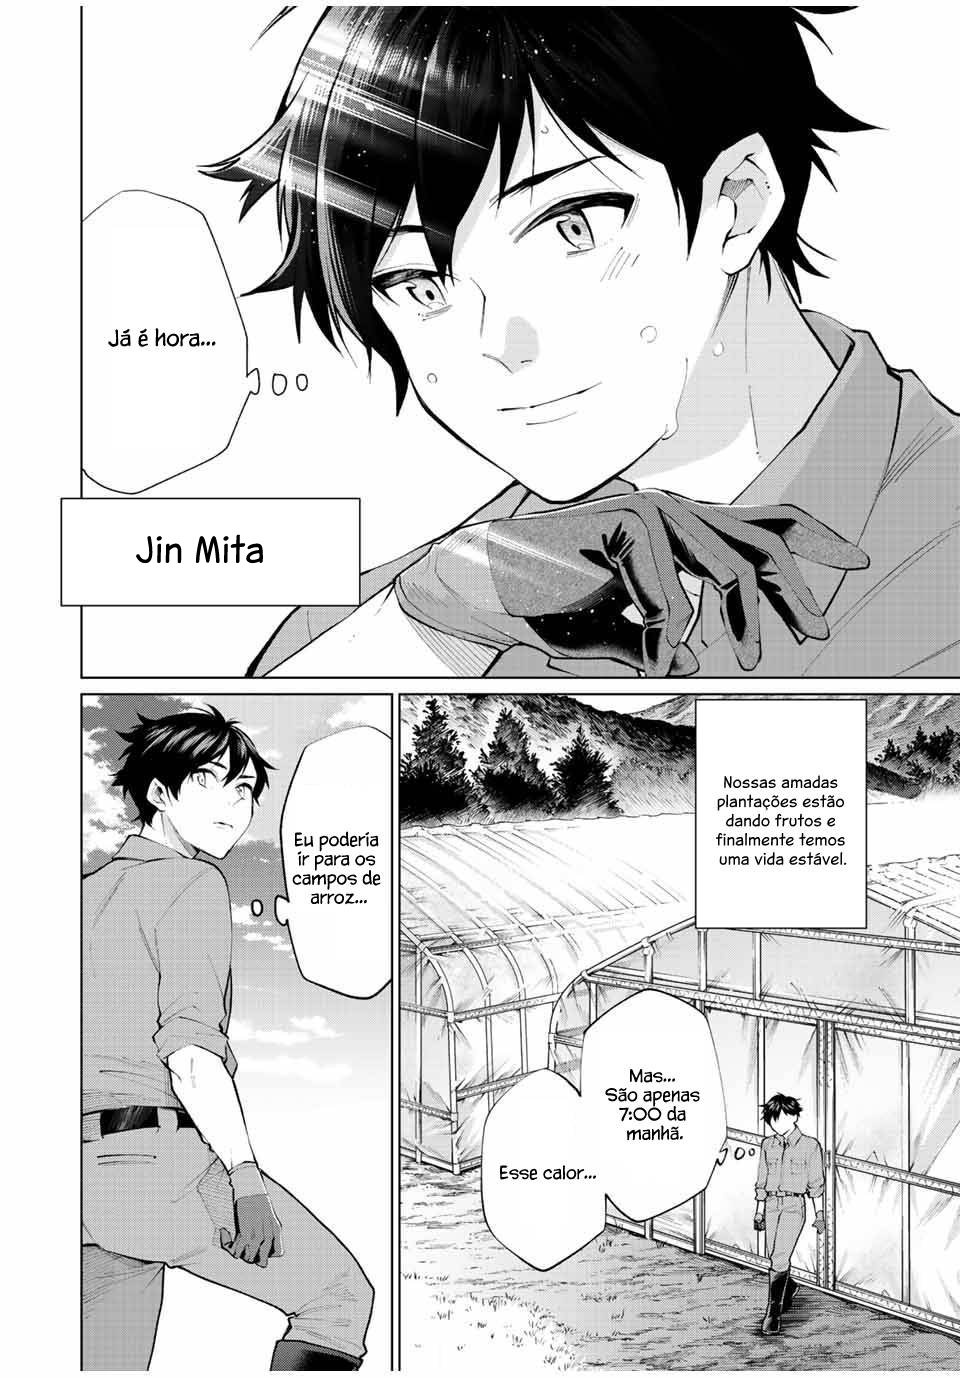 Já é hora...
Jin Mita
Nossas amadas
plantações estão
dando frutos e
finalmente temos
uma vida estável.
Mas...
São apenas
7:00 da
manhã.
Esse calor...
Eu poderia
ir para os
campos de
arroz...